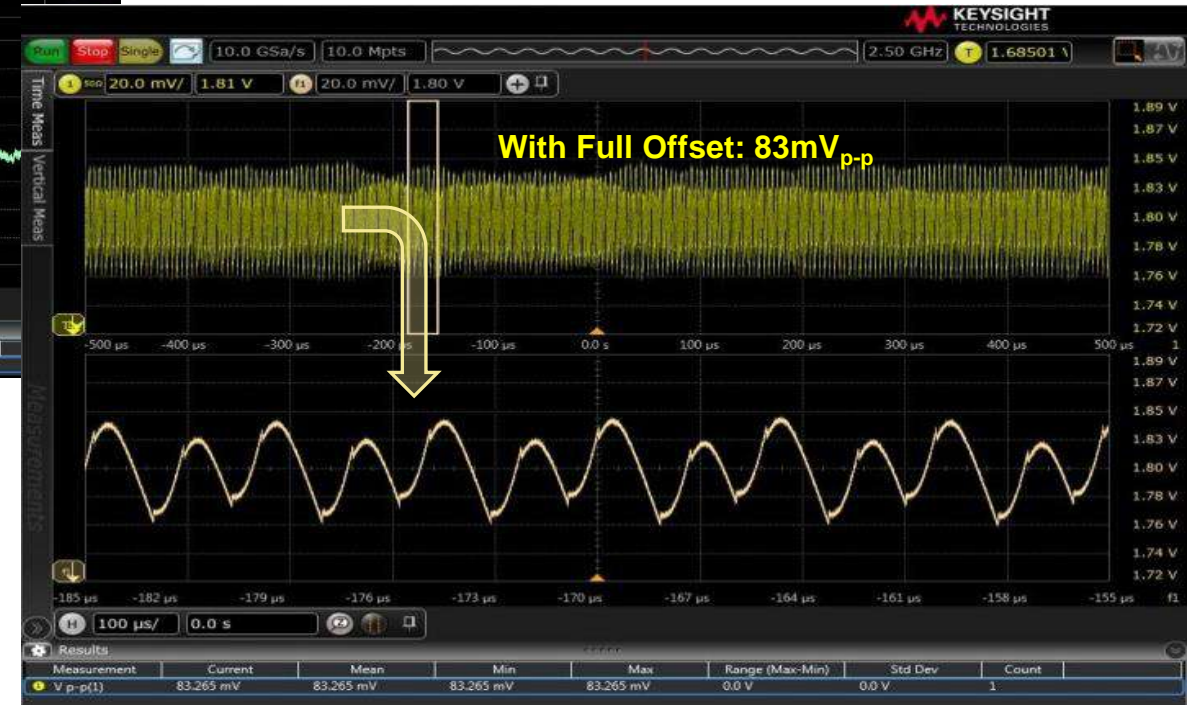 KEYSIGHT
TECHNOLOGIES
Run Stop Single 10.0 GSa/s 10.0 Mpts 2.50 GHz T 1.68501 V
1 50Ω 20.0 mV/ 1.81 V f1 20.0 mV/ 1.80 V
Time Meas
Vertical Meas
Measurements
With Full Offset: 83mVp-p
1.89 V
1.87 V
1.85 V
1.83 V
1.80 V
1.78 V
1.76 V
1.74 V
1.72 V
-500 µs -400 µs -300 µs -200 µs -100 µs 0.0 s 100 µs 200 µs 300 µs 400 µs 500 µs 1
1.89 V
1.87 V
1.85 V
1.83 V
1.80 V
1.78 V
1.76 V
1.74 V
1.72 V
-185 µs -182 µs -179 µs -176 µs -173 µs -170 µs -167 µs -164 µs -161 µs -158 µs -155 µs f1
H 100 µs/ 0.0 s
Results
Measurement Current Mean Min Max Range (Max-Min) Std Dev Count
1 V p-p(1) 83.265 mV 83.265 mV 83.265 mV 83.265 mV 0.0 V 0.0 V 1